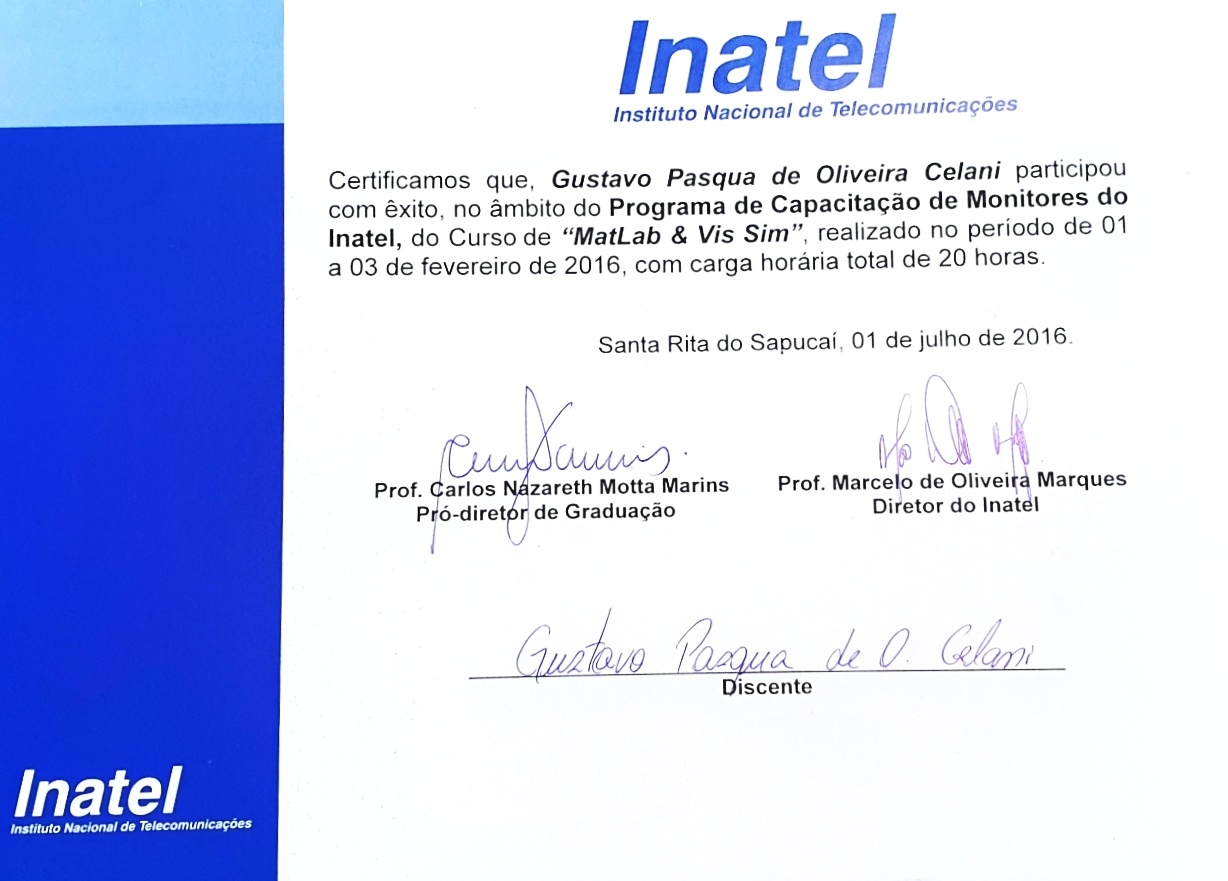 Inatel
Instituto Nacional de Telecomunicações
Certificamos que, Gustavo Pasqua de Oliveira Celani participou
com êxito, no âmbito do Programa de Capacitação de Monitores do
Inatel, do Curso de “MatLab & Vis Sim”, realizado no período de 01
a 03 de fevereiro de 2016, com carga horária total de 20 horas.
Santa Rita do Sapucaí, 01 de julho de 2016.
Prof. Carlos Nazareth Motta Marins
Pró-diretor de Graduação
Prof. Marcelo de Oliveira Marques
Diretor do Inatel
Gustavo Pasqua de O. Celani
Discente
Inatel
Instituto Nacional de Telecomunicações